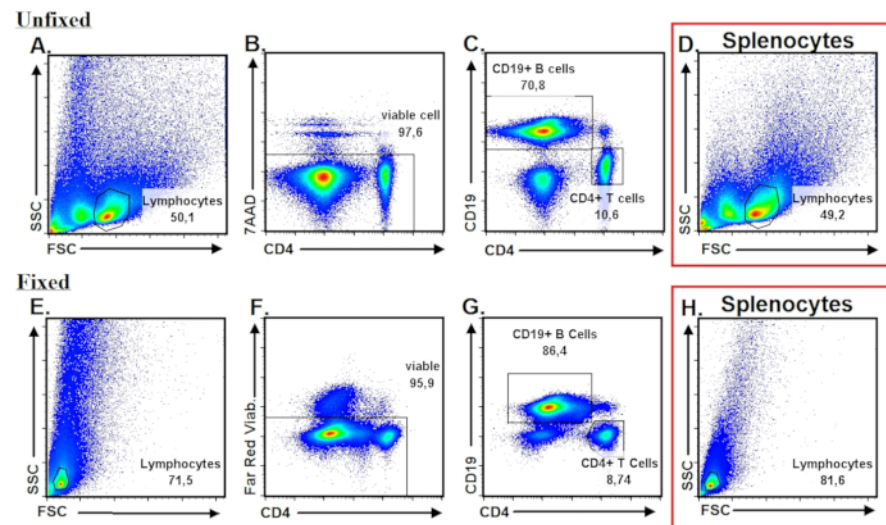 Unfixed
A.
SSC
FSC
Lymphocytes
50,1
B.
7AAD
CD4
viable cell
97,6
C.
CD19
CD4
CD19+ B cells
70,8
CD4+ T cells
10,6
D.
Splenocytes
SSC
FSC
Lymphocytes
49,2
Fixed
E.
SSC
FSC
Lymphocytes
71,5
F.
Far Red Viab.
CD4
viable
95,9
G.
CD19
CD4
CD19+ B Cells
86,4
CD4+ T Cells
8,74
H.
Splenocytes
SSC
FSC
Lymphocytes
81,6